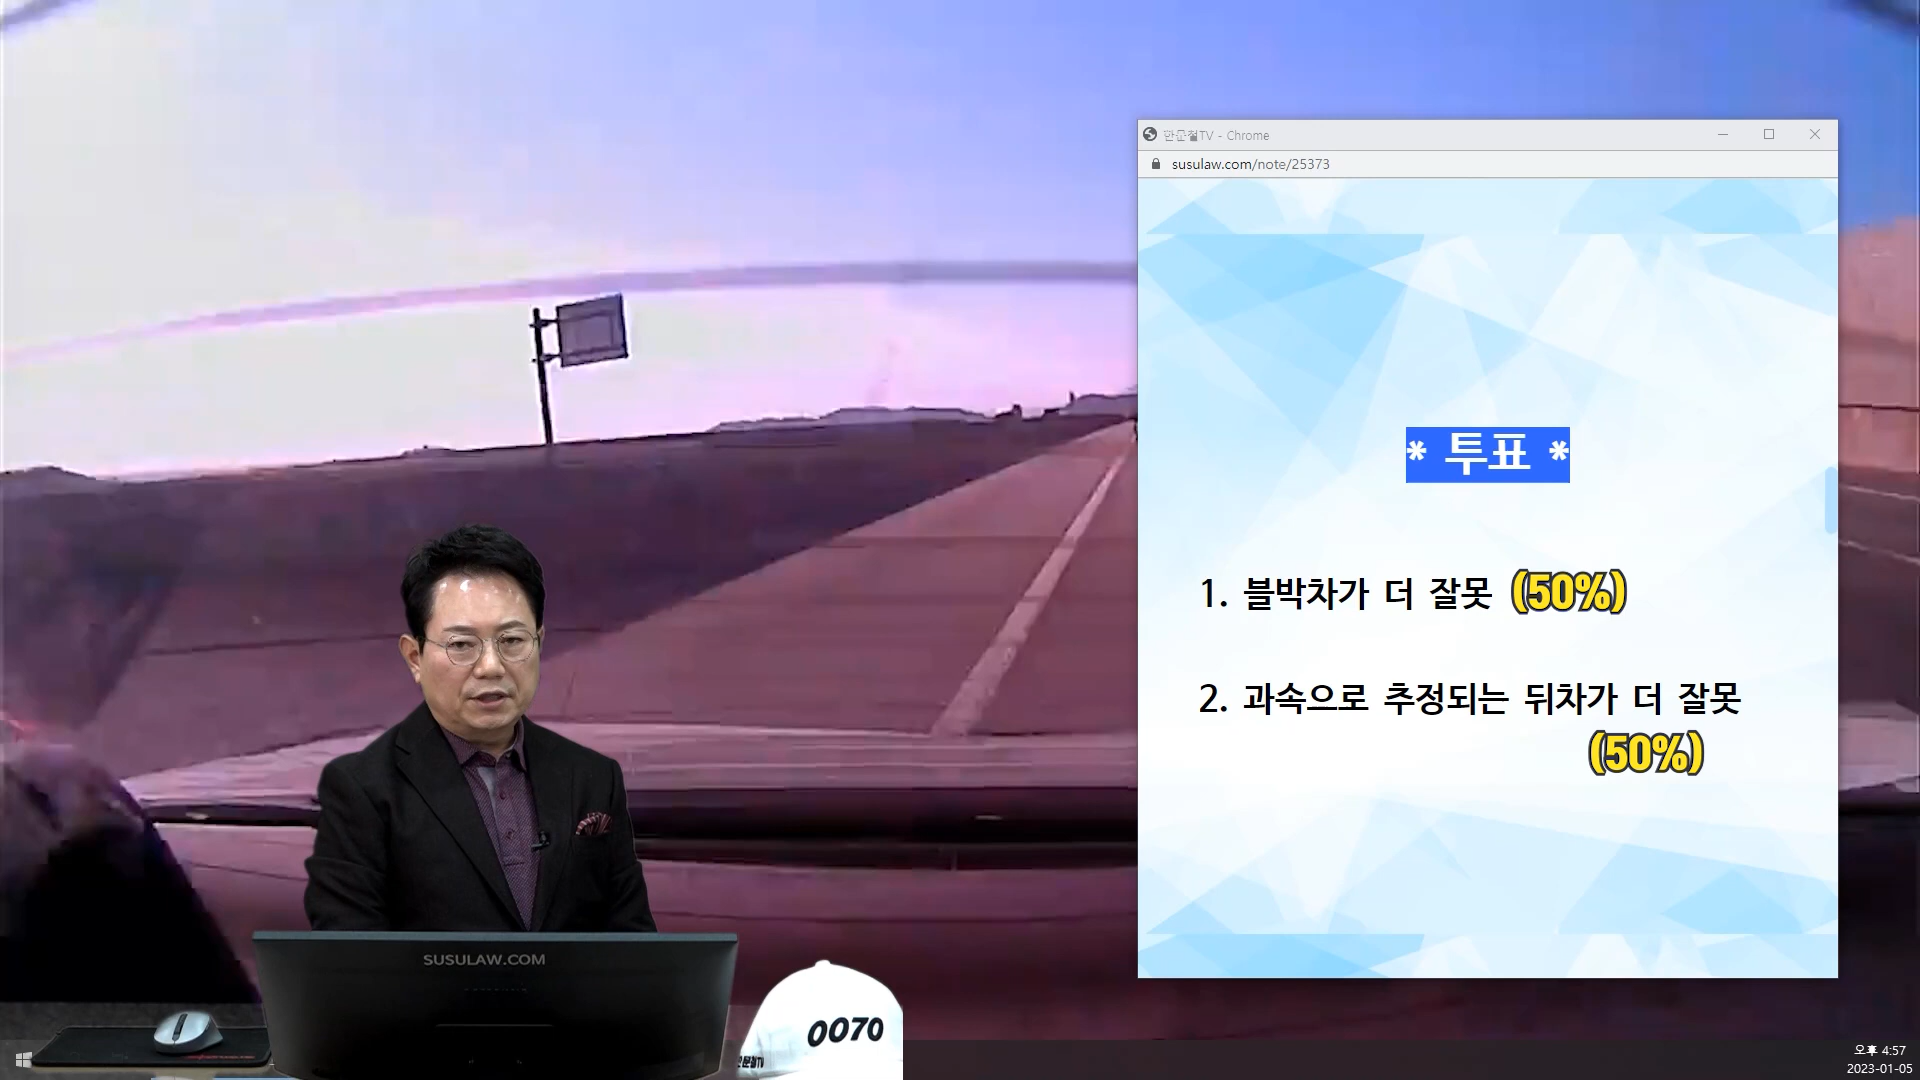 한문철TV - Chrome
susulaw.com/note/25373
* 투표 *
1. 블박차가 더 잘못 (50%)
2. 과속으로 추정되는 뒤차가 더 잘못
(50%)
SUSULAW.COM
0070
오후 4:57
2023-01-05